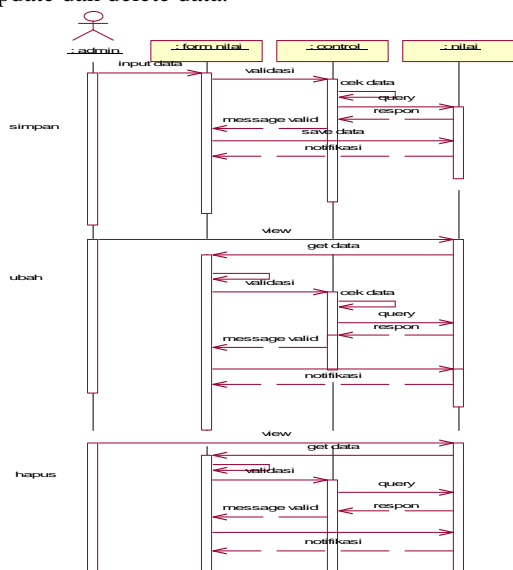 update dan delete data.
: admin
: form nilai
: control
: nilai
input data
validasi
cek data
query
respon
simpan
message valid
save data
notifikasi
view
get data
ubah
validasi
cek data
query
respon
message valid
notifikasi
view
get data
hapus
validasi
query
respon
message valid
notifikasi